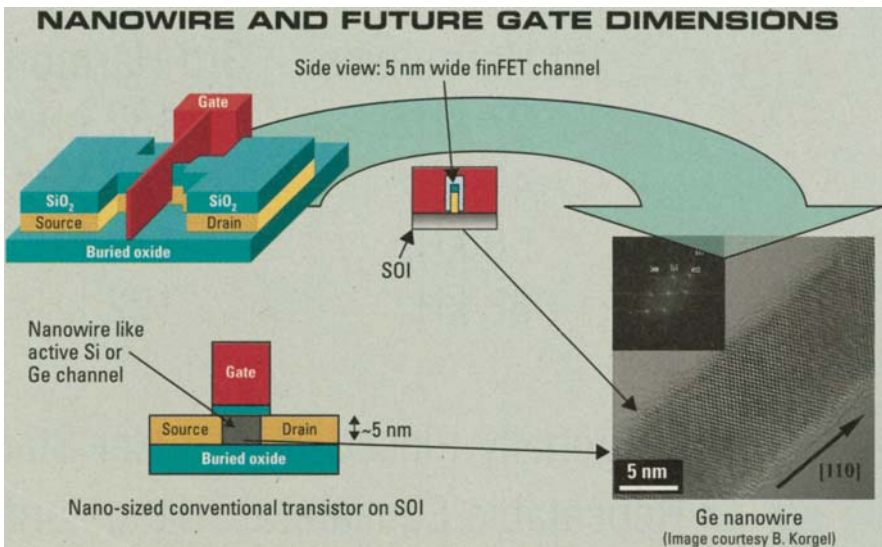 NANOWIRE AND FUTURE GATE DIMENSIONS
Side view: 5 nm wide finFET channel
Gate
SiO2
SiO2
Source
Drain
Buried oxide
SOI
Nanowire like
active Si or
Ge channel
Gate
Source
Drain
~5 nm
Buried oxide
5 nm
[110]
Nano-sized conventional transistor on SOI
Ge nanowire
(Image courtesy B. Korgel)